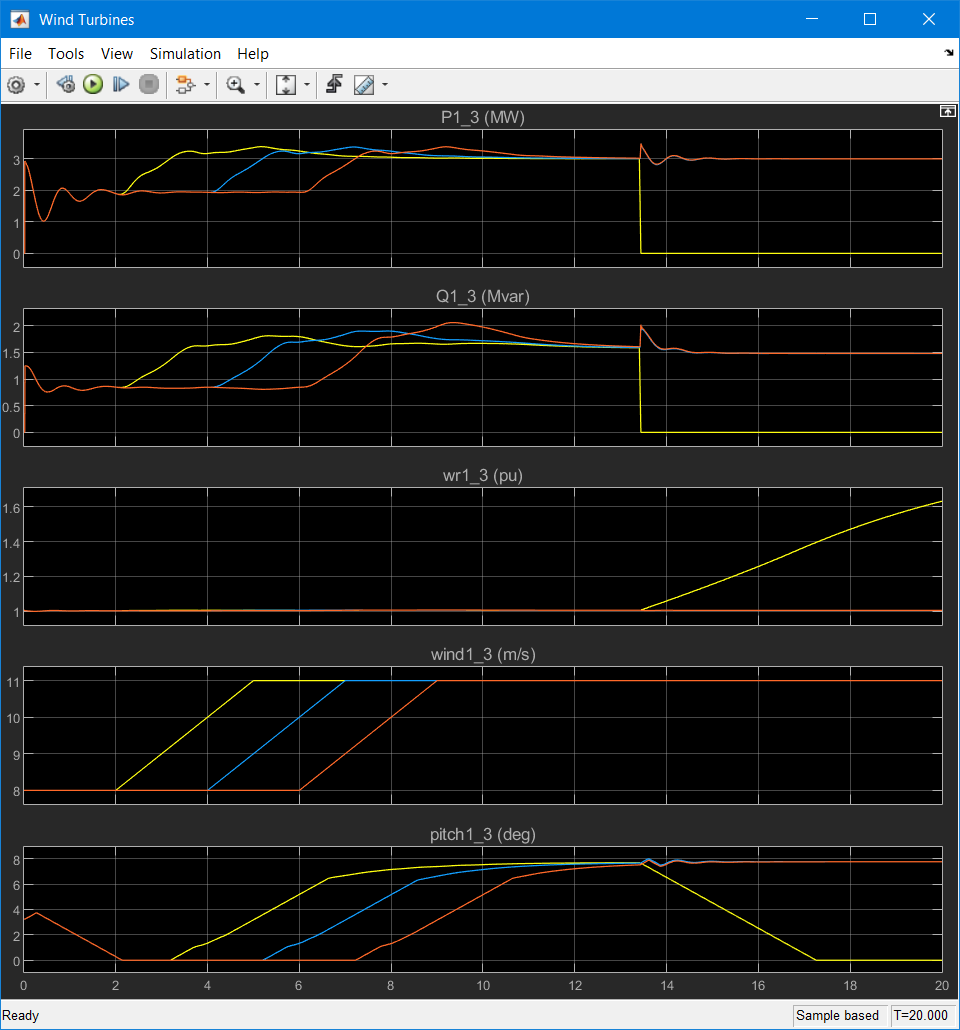 Wind Turbines
File Tools View Simulation Help
P1_3 (MW)
3
2
1
0
Q1_3 (Mvar)
2
1.5
1
0.5
0
wr1_3 (pu)
1.6
1.4
1.2
1
wind1_3 (m/s)
11
10
9
8
pitch1_3 (deg)
8
6
4
2
0
0 2 4 6 8 10 12 14 16 18 20
Ready Sample based T=20.000